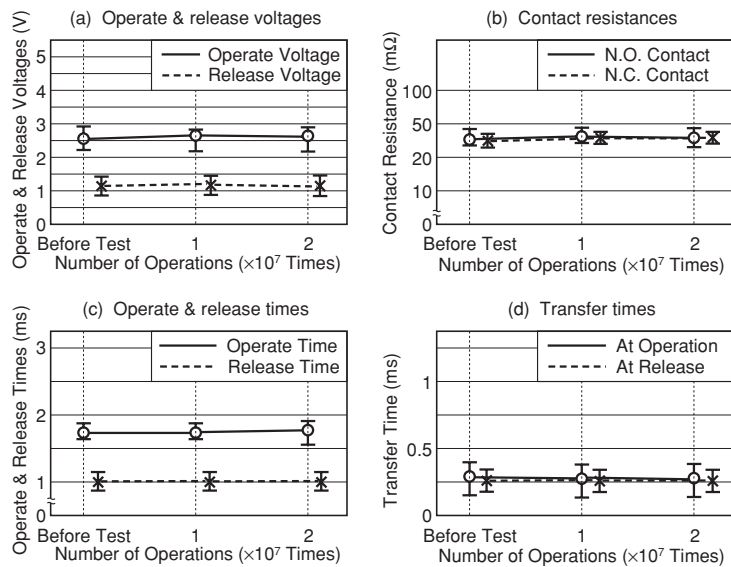 (a) Operate & release voltages
Operate & Release Voltages (V)
5
4
3
2
1
0
Operate Voltage
Release Voltage
Before Test 1 2
Number of Operations (×10⁷ Times)
(b) Contact resistances
Contact Resistance (mΩ)
100
50
20
10
0
N.O. Contact
N.C. Contact
Before Test 1 2
Number of Operations (×10⁷ Times)
(c) Operate & release times
Operate & Release Times (ms)
3
2
1
0
Operate Time
Release Time
Before Test 1 2
Number of Operations (×10⁷ Times)
(d) Transfer times
Transfer Time (ms)
1
0.5
0
At Operation
At Release
Before Test 1 2
Number of Operations (×10⁷ Times)